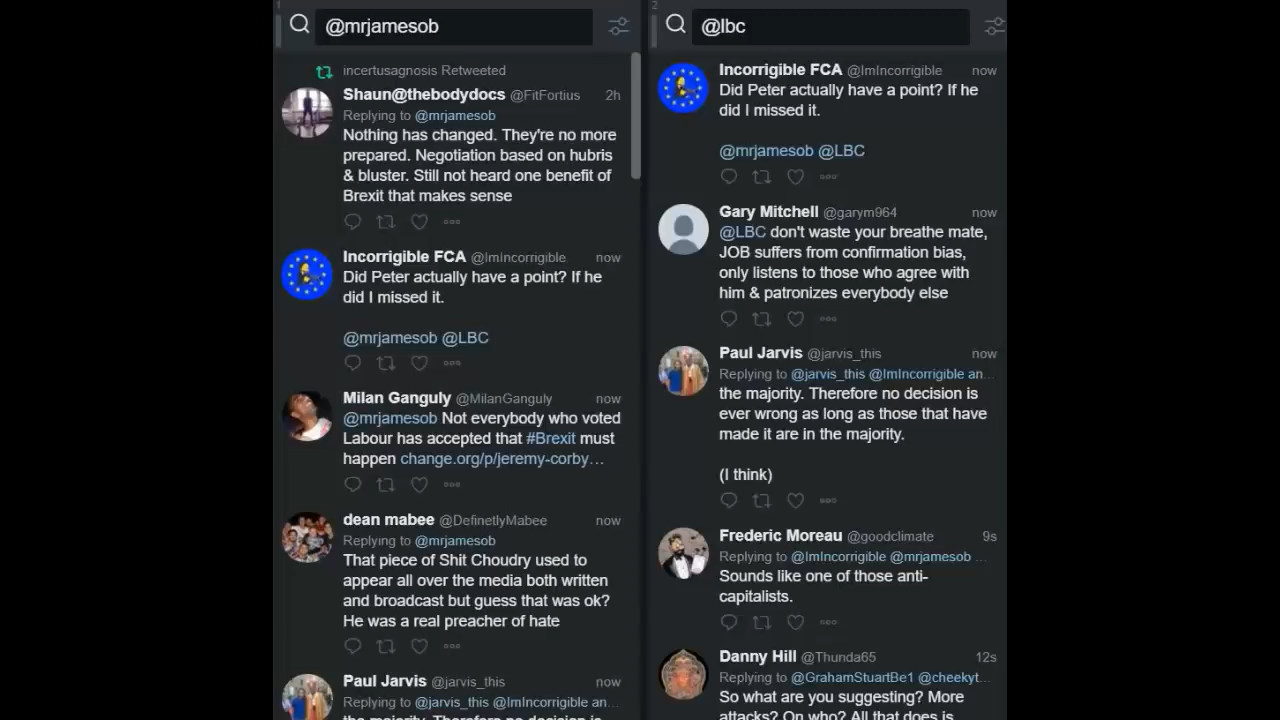 1
@mrjamesob
incertusagnosis Retweeted
Shaun@thebodydocs @FitFortius 2h
Replying to @mrjamesob
Nothing has changed. They're no more
prepared. Negotiation based on hubris
& bluster. Still not heard one benefit of
Brexit that makes sense
Incorrigible FCA @ImIncorrigible now
Did Peter actually have a point? If he
did I missed it.
@mrjamesob @LBC
Milan Ganguly @MilanGanguly now
@mrjamesob Not everybody who voted
Labour has accepted that #Brexit must
happen change.org/p/jeremy-corby…
dean mabee @DefinetlyMabee now
Replying to @mrjamesob
That piece of Shit Choudry used to
appear all over the media both written
and broadcast but guess that was ok?
He was a real preacher of hate
Paul Jarvis @jarvis_this now
Replying to @jarvis_this @ImIncorrigible an…
the majority. Therefore no decision is
2
@lbc
Incorrigible FCA @ImIncorrigible now
Did Peter actually have a point? If he
did I missed it.
@mrjamesob @LBC
Gary Mitchell @garym964 now
@LBC don't waste your breathe mate,
JOB suffers from confirmation bias,
only listens to those who agree with
him & patronizes everybody else
Paul Jarvis @jarvis_this now
Replying to @jarvis_this @ImIncorrigible an…
the majority. Therefore no decision is
ever wrong as long as those that have
made it are in the majority.
(I think)
Frederic Moreau @goodclimate 9s
Replying to @ImIncorrigible @mrjamesob …
Sounds like one of those anti-
capitalists.
Danny Hill @Thunda65 12s
Replying to @GrahamStuartBe1 @cheekyt…
So what are you suggesting? More
attacks? On who? All that does is